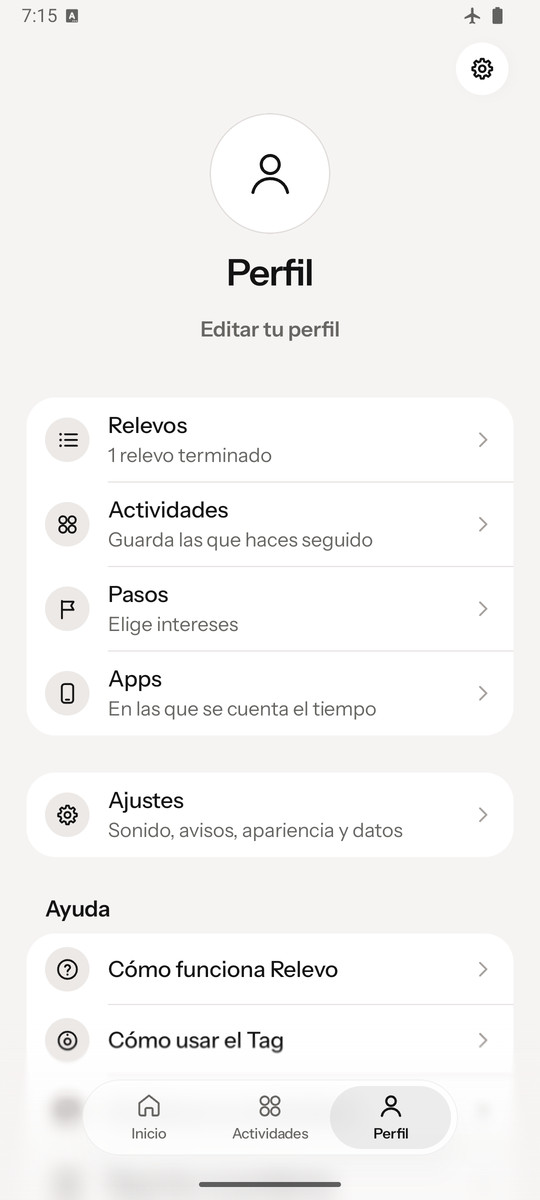 7:15
Perfil
Editar tu perfil
Relevos
1 relevo terminado
Actividades
Guarda las que haces seguido
Pasos
Elige intereses
Apps
En las que se cuenta el tiempo
Ajustes
Sonido, avisos, apariencia y datos
Ayuda
Cómo funciona Relevo
Cómo usar el Tag
Inicio
Actividades
Perfil